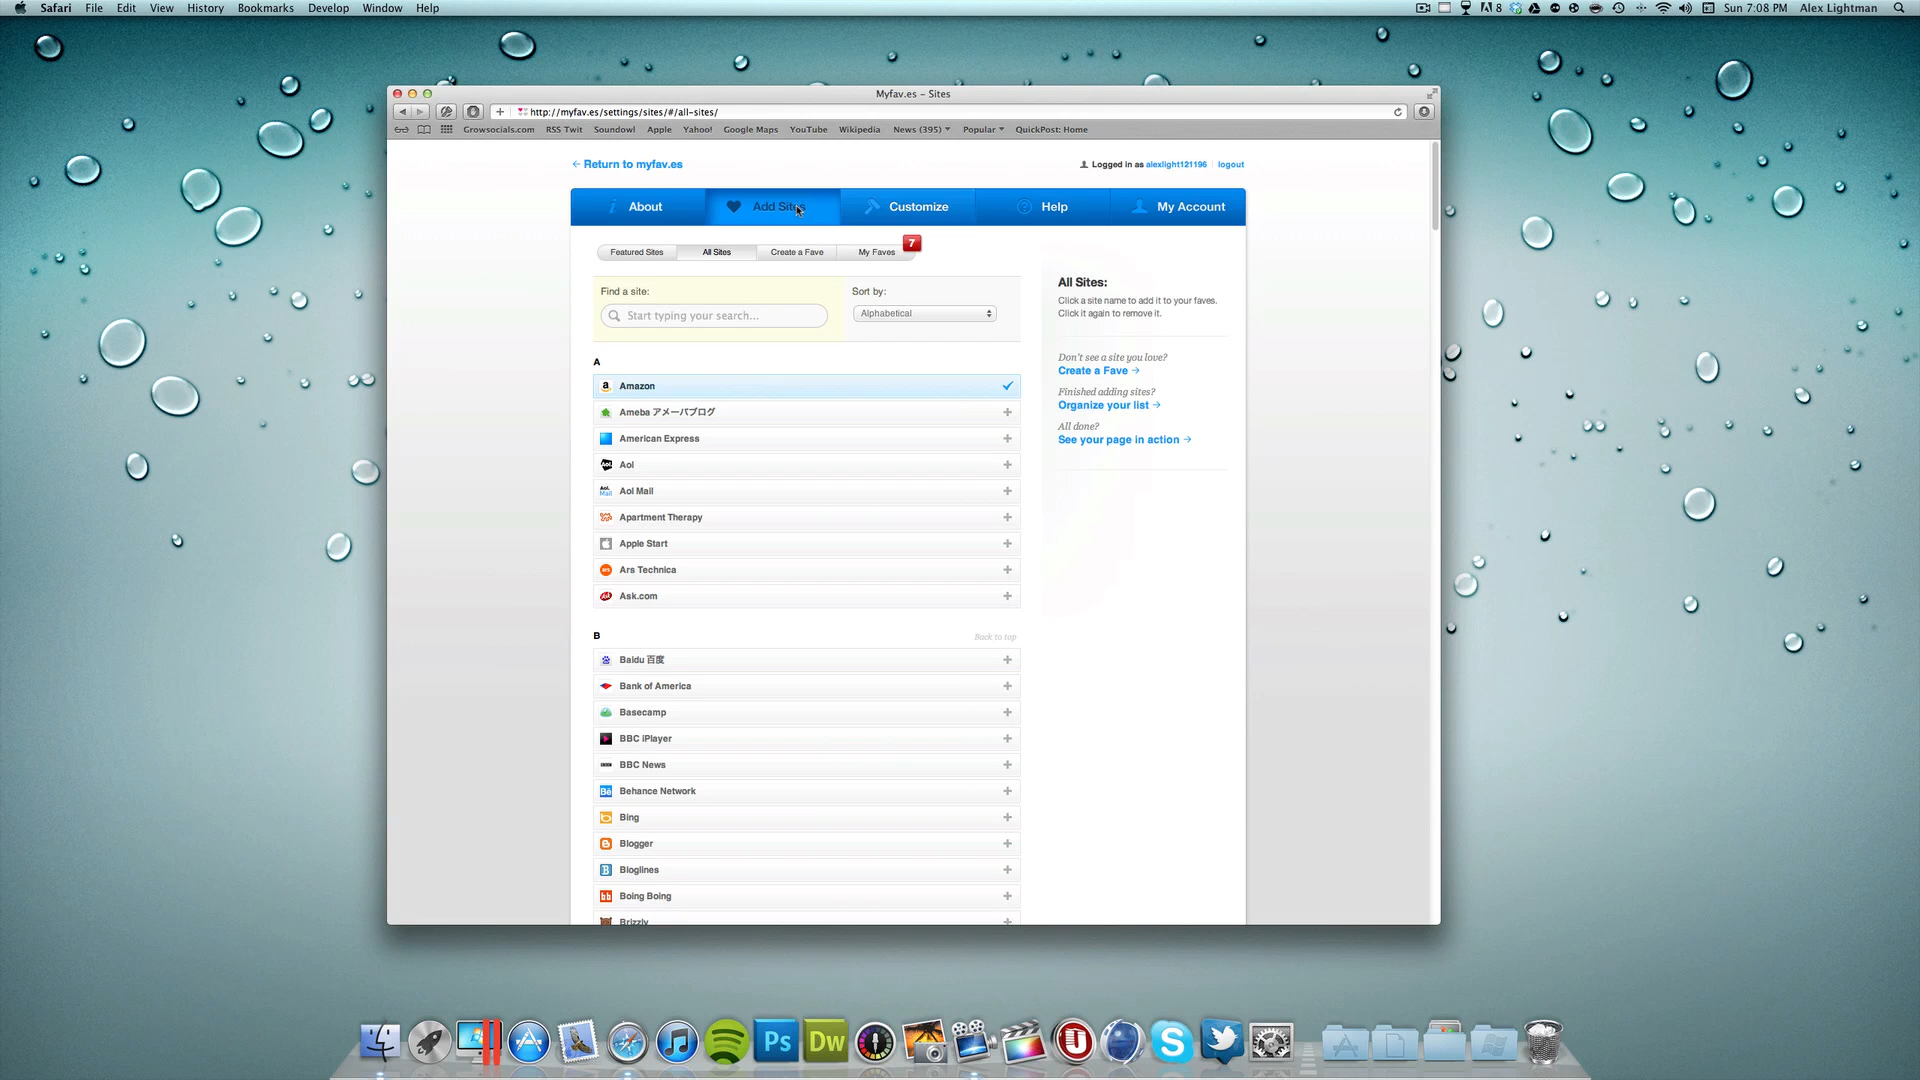 Safari File Edit View History Bookmarks Develop Window Help
8 Sun 7:08 PM Alex Lightman
Myfav.es – Sites
http://myfav.es/settings/sites/#/all-sites/
Growsocials.com RSS Twit Soundowl Apple Yahoo! Google Maps YouTube Wikipedia News (395) Popular QuickPost: Home
← Return to myfav.es
Logged in as alexlight121196 logout
About Add Sites Customize Help My Account
Featured Sites All Sites Create a Fave My Faves 7
Find a site:
Start typing your search...
Sort by:
Alphabetical
All Sites:
Click a site name to add it to your faves.
Click it again to remove it.
Don't see a site you love?
Create a Fave →
Finished adding sites?
Organize your list →
All done?
See your page in action →
A
Amazon
Ameba アメーバブログ
American Express
Aol
Aol Mail
Apartment Therapy
Apple Start
Ars Technica
Ask.com
B
Back to top
Baidu 百度
Bank of America
Basecamp
BBC iPlayer
BBC News
Behance Network
Bing
Blogger
Bloglines
Boing Boing
Brizzly
Ps Dw